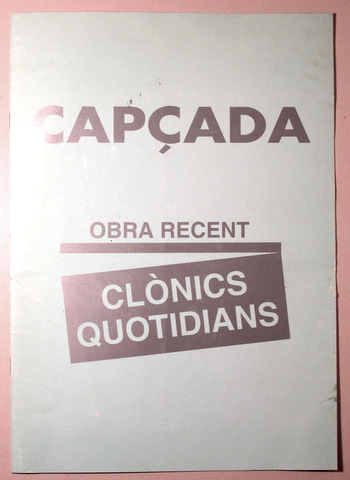 CAPÇADA
OBRA RECENT
CLÒNICS
QUOTIDIANS